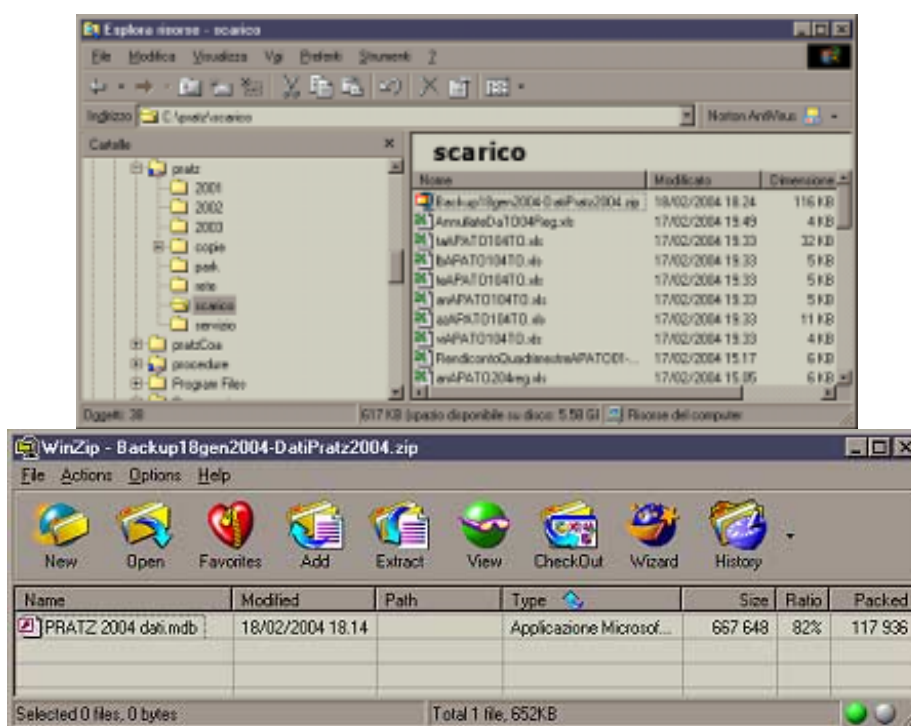 Explora risorse - scarico
File Modifica Visualizza Vai Preferiti Strumenti ?
Indirizzo C:\pratz\scarico Norton AntiVirus
Cartelle
pratz
2001
2002
2003
copie
park.
rete
scarico
servizio
pratzCoa
procedure
Program Files
scarico
Nome Modificato Dimensione
Backup18gen2004-DatiPratz2004.zip 18/02/2004 18.24 116 KB
AnnullateDaTO04Reg.xls 17/02/2004 19.49 4 KB
17/02/2004 19.33 32 KB
17/02/2004 19.33 5 KB
17/02/2004 19.33 5 KB
17/02/2004 19.33 5 KB
17/02/2004 19.33 11 KB
17/02/2004 19.33 4 KB
RendicontoQuadrimestreAPATO01-... 17/02/2004 15.17 6 KB
anAPATO204reg.xls 17/02/2004 15.05 6 KB
Oggetti: 38 617 KB (spazio disponibile su disco: 5.58 G Risorse del computer
WinZip - Backup18gen2004-DatiPratz2004.zip
File Actions Options Help
New Open Favorites Add Extract View CheckOut Wizard History
Name Modified Path Type Size Ratio Packed
PRATZ 2004 dati.mdb 18/02/2004 18.14 Applicazione Microsof... 667 648 82% 117 936
Selected 0 files, 0 bytes Total 1 file, 652KB